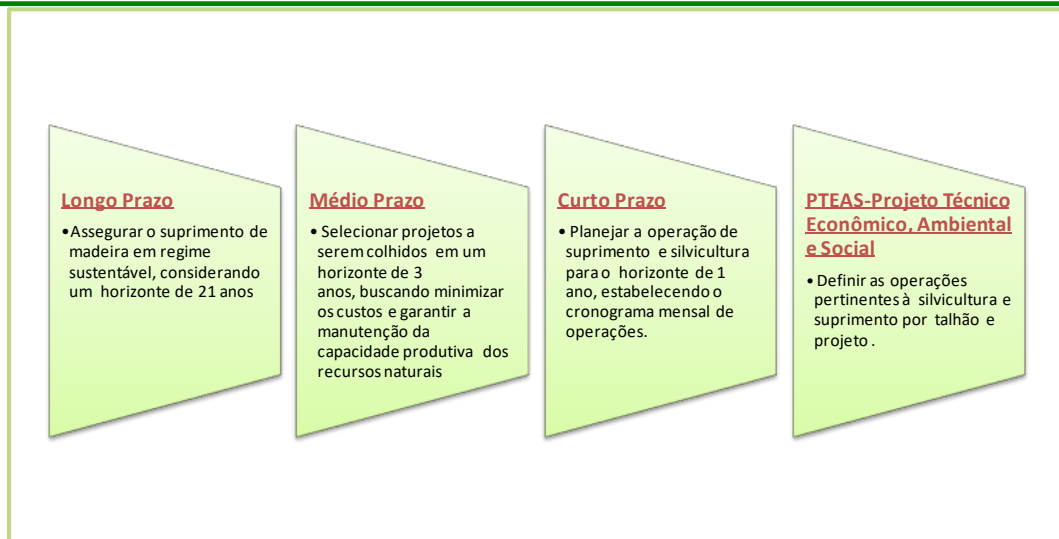 Longo Prazo
•Assegurar o suprimento de
madeira em regime
sustentável, considerando
um horizonte de 21 anos
Médio Prazo
• Selecionar projetos a
serem colhidos em um
horizonte de 3
anos, buscando minimizar
os custos e garantir a
manutenção da
capacidade produtiva dos
recursos naturais
Curto Prazo
• Planejar a operação de
suprimento e silvicultura
para o horizonte de 1
ano, estabelecendo o
cronograma mensal de
operações.
PTEAS-Projeto Técnico
Econômico, Ambiental
e Social
• Definir as operações
pertinentes à silvicultura e
suprimento por talhão e
projeto .